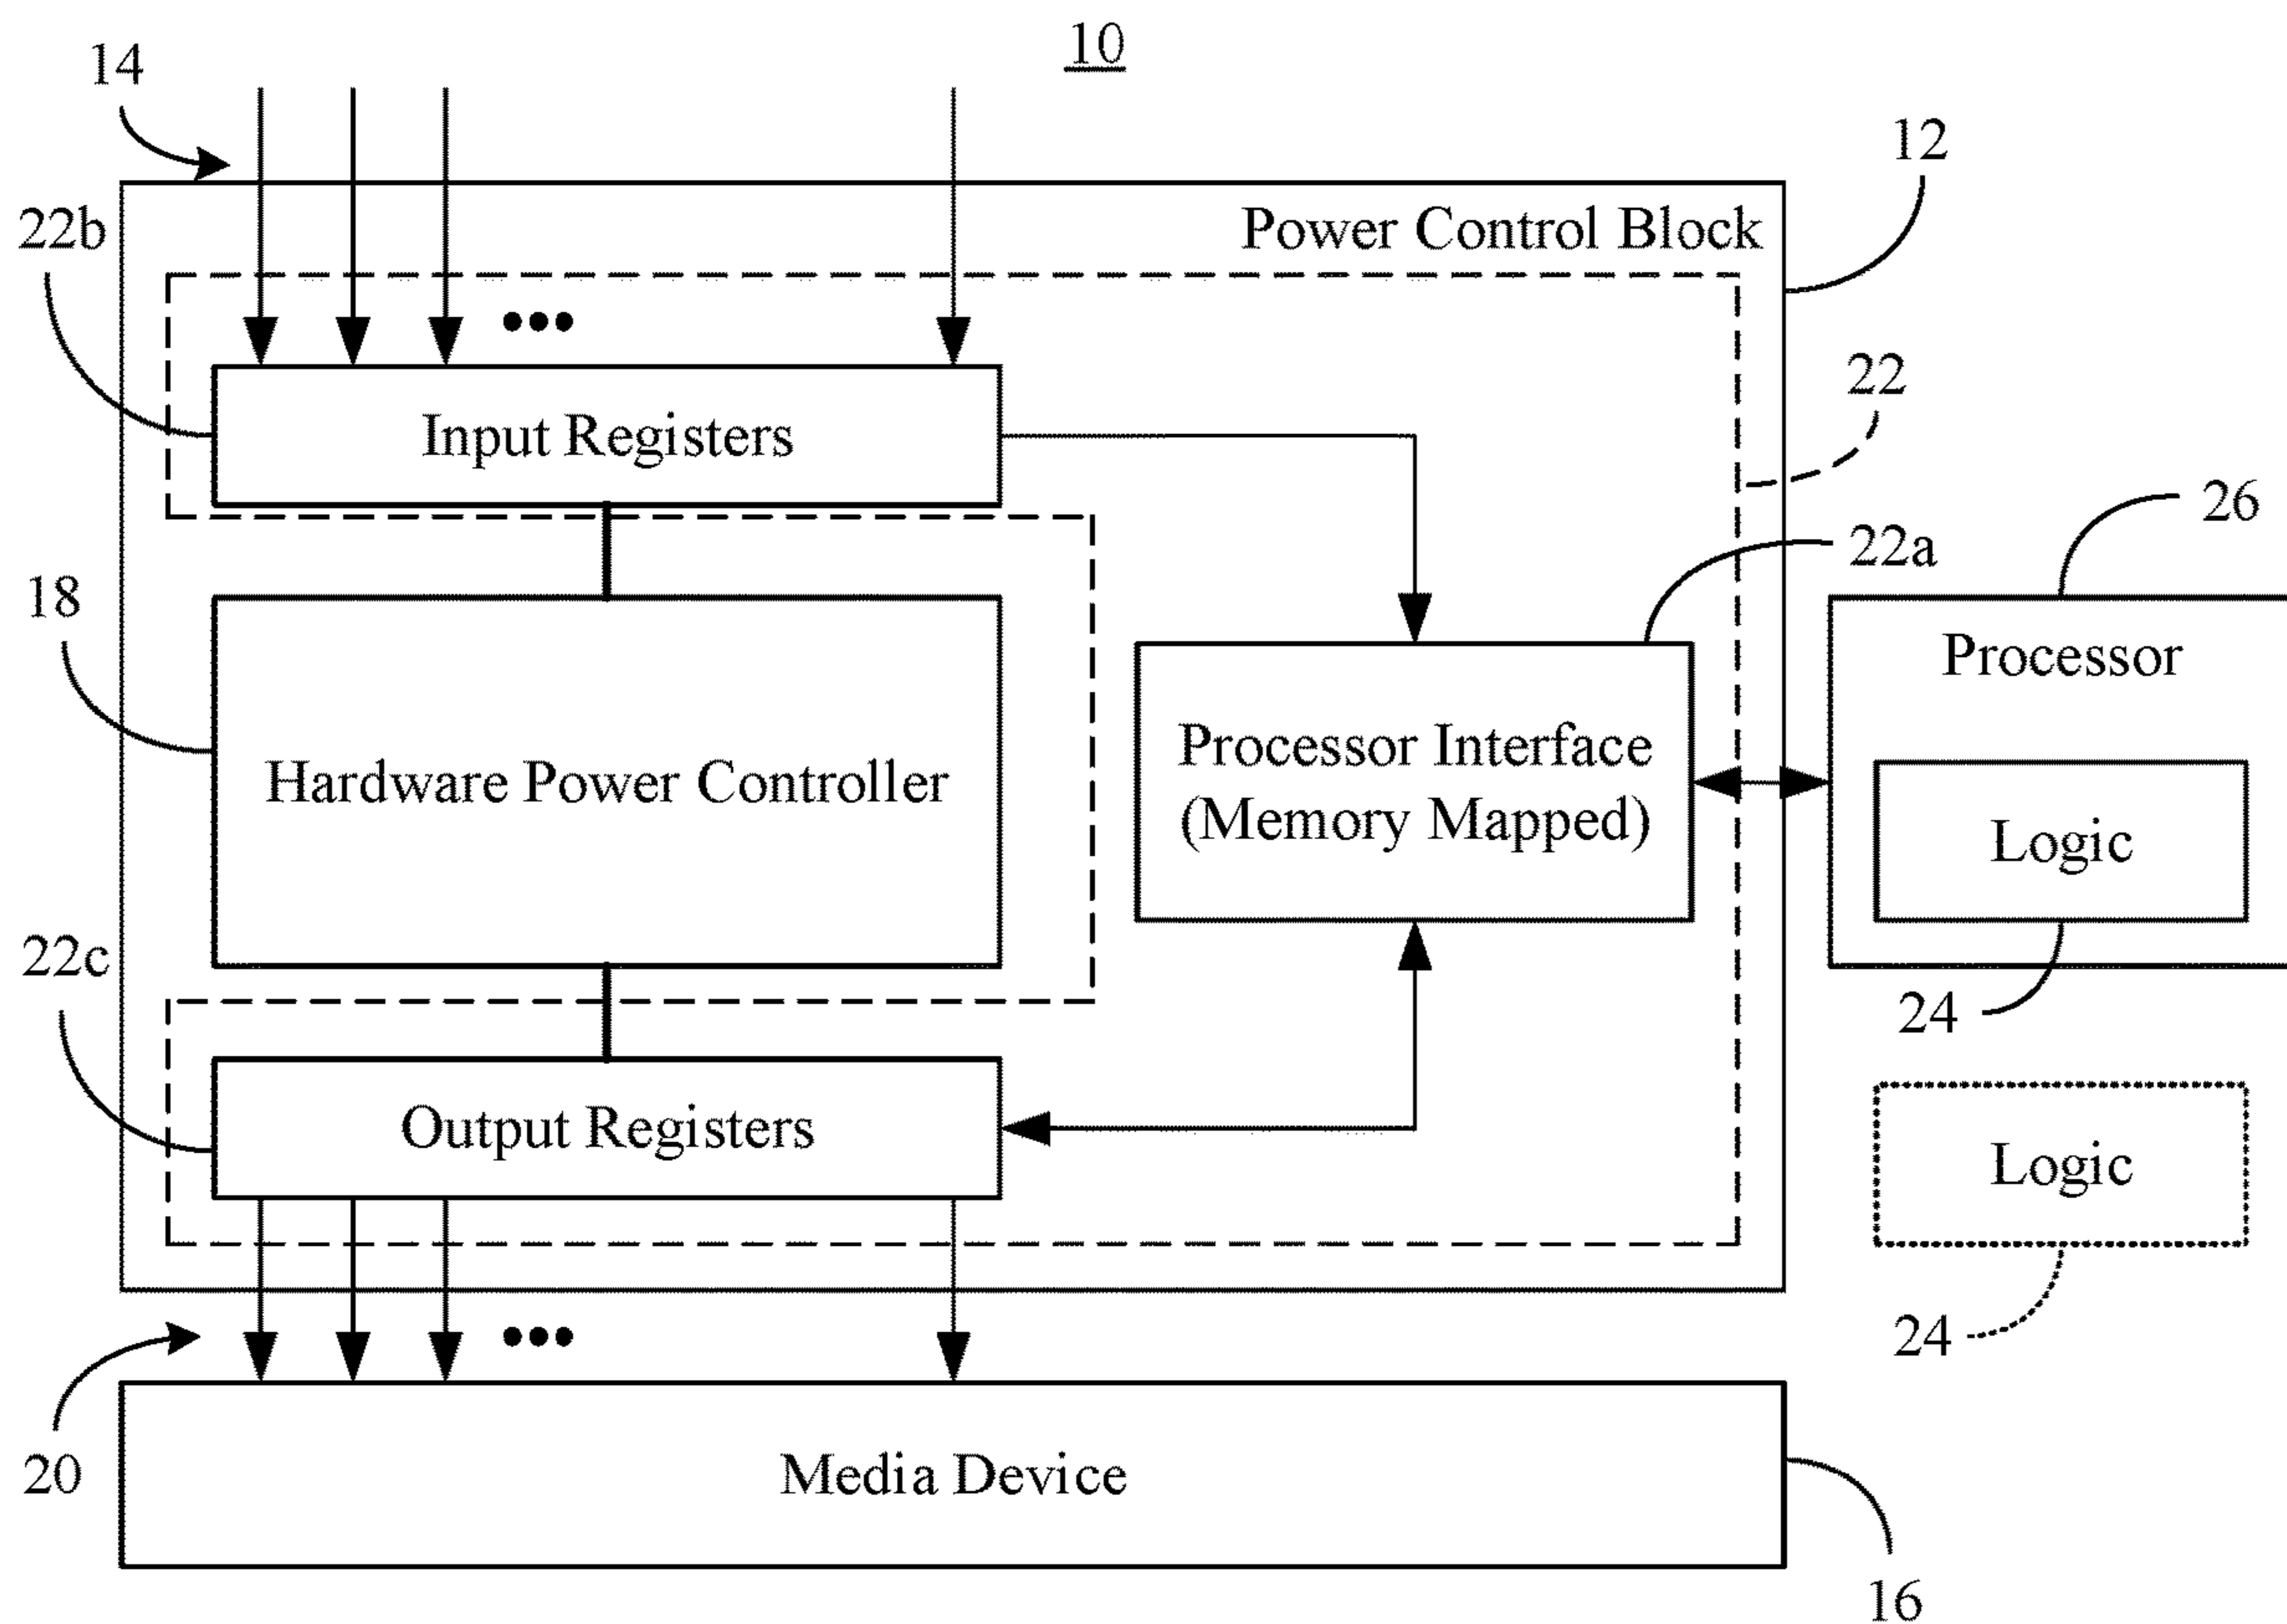 10
14
12
Power Control Block
22b
22
Input Registers
26
22a
18
Processor
Processor Interface
(Memory Mapped)
Hardware Power Controller
Logic
22c
24
Output Registers
Logic
24
20
Media Device
16